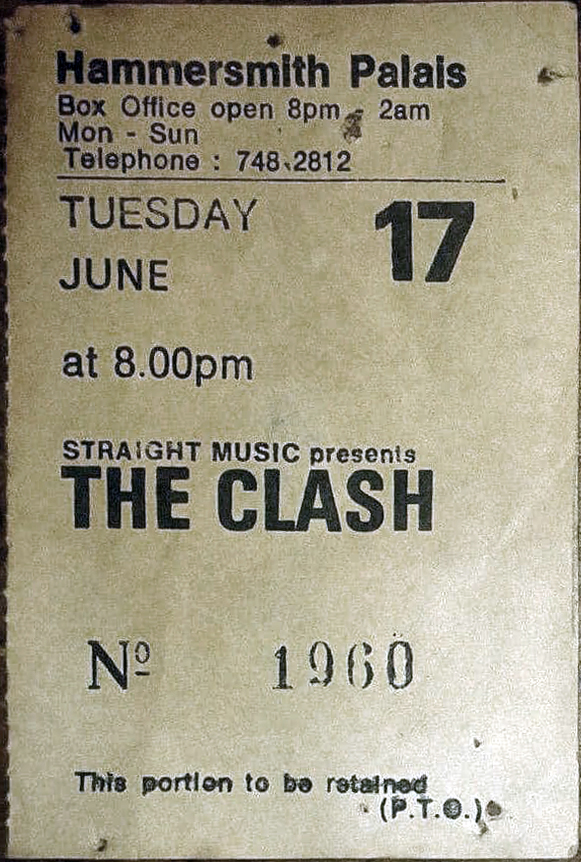 Hammersmith Palais
Box Office open 8pm - 2am
Mon - Sun
Telephone : 748.2812
TUESDAY 17
JUNE
at 8.00pm
STRAIGHT MUSIC presents
THE CLASH
Nº 1960
This portion to be retained
(P.T.O.)